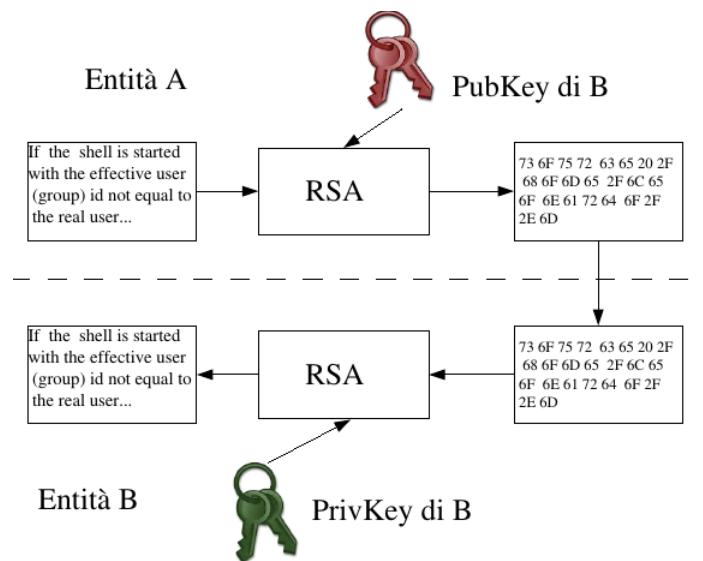 Entità A
PubKey di B
If the shell is started
with the effective user
(group) id not equal to
the real user...
RSA
73 6F 75 72 63 65 20 2F
68 6F 6D 65 2F 6C 65
6F 6E 61 72 64 6F 2F
2E 6D
If the shell is started
with the effective user
(group) id not equal to
the real user...
RSA
73 6F 75 72 63 65 20 2F
68 6F 6D 65 2F 6C 65
6F 6E 61 72 64 6F 2F
2E 6D
Entità B
PrivKey di B